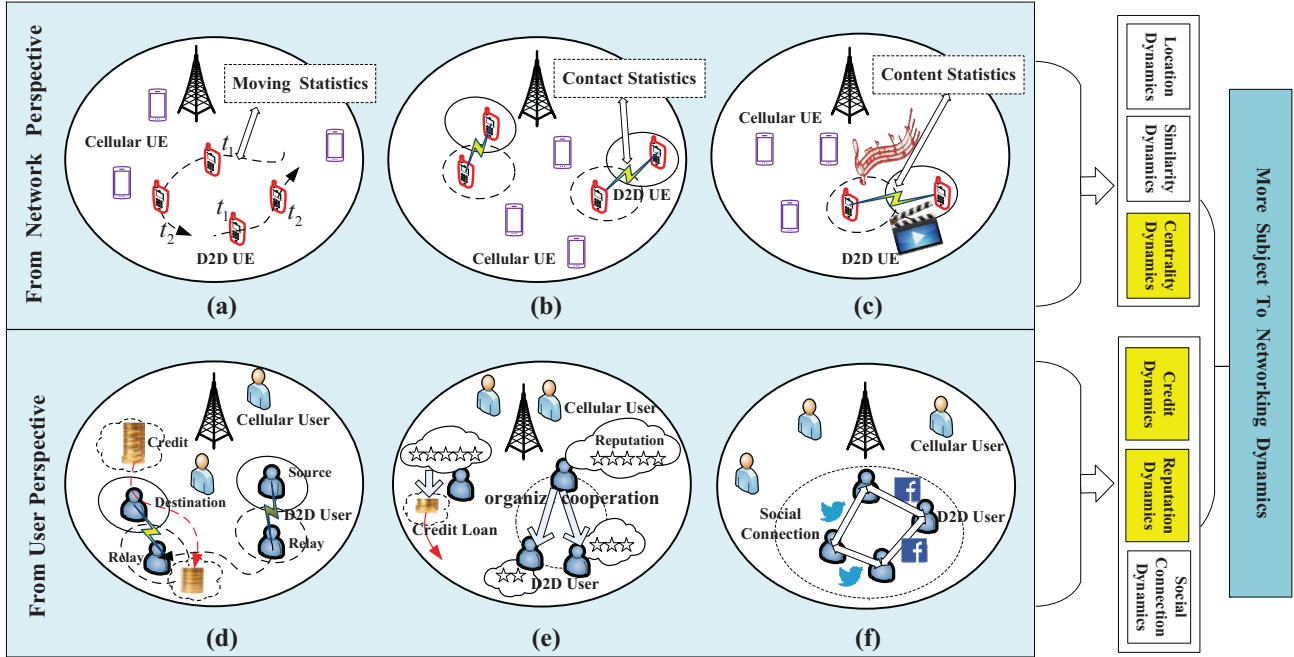 From Network Perspective
Moving Statistics
Cellular UE
t1
t1
t2
t2
D2D UE
(a)
Contact Statistics
D2D UE
Cellular UE
(b)
Content Statistics
Cellular UE
D2D UE
(c)
From User Perspective
Cellular User
Credit
Source
Destination
D2D User
Relay
Relay
(d)
Cellular User
Reputation
organiz cooperation
Credit Loan
D2D User
(e)
Cellular User
Social
Connection
D2D User
(f)
Location
Dynamics
Similarity
Dynamics
Centrality
Dynamics
Credit
Dynamics
Reputation
Dynamics
Social
Connection
Dynamics
More Subject To Networking Dynamics